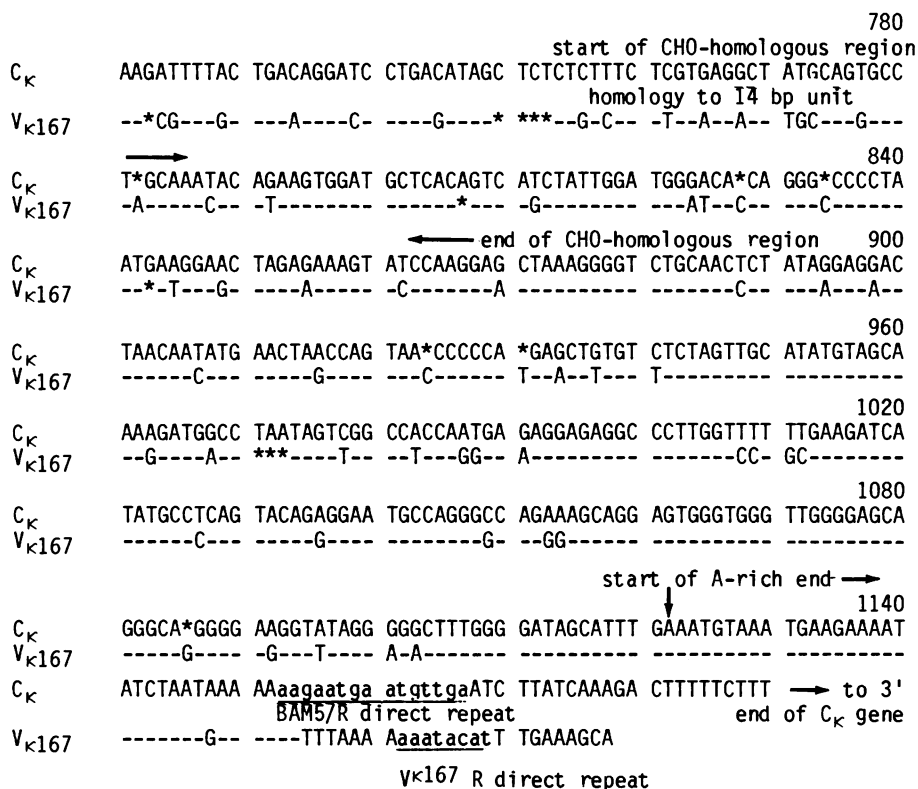 780
start of CHO-homologous region
Cκ AAGATTTTAC TGACAGGATC CCTGACATAGC TCTCTCTTTC TCGTGAGGCT ATGCAGTGCC
homology to 14 bp unit
Vκ167 --*CG---G- ----A----C- -----G----* ***--G-C-- --T--A--A-- TGC---G---
840
Cκ T*GCAAATAC AGAAGTGGAT GCTCACAGTC ATCTATTGGA TGGGACA*CA GGG*CCCCTA
Vκ167 -A-----C-- -T-------- ------*--- -G-------- ----AT--C-- ---C------
end of CHO-homologous region 900
Cκ ATGAAGGAAC TAGAGAAAGT ATCCAAGGAG CTAAAGGGGT CTGCAACTCT ATAGGAGGAC
Vκ167 --*-T---G- -----A---- ---C-----A ---------- -------C-- ---A---A--
960
Cκ TAACAATATG AACTAACCAG TAA*CCCCCA *GAGCTGTGT CTCTAGTTGC ATATGTAGCA
Vκ167 ------C--- -----G---- ---C------ T--A--T--- T--------- ----------
1020
Cκ AAAGATGGCC TAATAGTCGG CCACCAATGA GAGGAGAGGC CCTTGGTTTT TTGAAGATCA
Vκ167 --G----A-- ***----T-- --T---GG-- A--------- -------CC- GC--------
1080
Cκ TATGCCTCAG TACAGAGGAA TGCCAGGGCC AGAAAGCAGG AGTGGGTGGG TTGGGGAGCA
Vκ167 ------C--- ------G--- --------G- --GG------ ---------- ----------
start of A-rich end
1140
Cκ GGGCA*GGGG AAGGTATAGG GGGCTTTGGG GATAGCATTT GAAATGTAAA TGAAGAAAAT
Vκ167 -----G---- --G---T--- -A-A------ ---------- ---------- ----------
Cκ ATCTAATAAA AAaagaatga atgttgaATC TTATCAAAGA CTTTTTCTTT to 3'
BAM5/R direct repeat end of Cκ gene
Vκ167 -------G-- -----TTTAAA AaaatacatT TGAAAGCA
Vκ167 R direct repeat